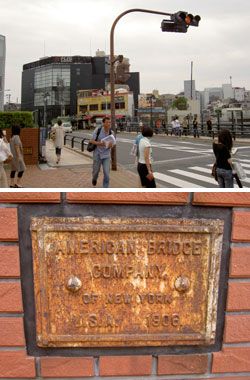 AMERICAN BRIDGE
COMPANY
OF NEW YORK
U.S.A. 1906